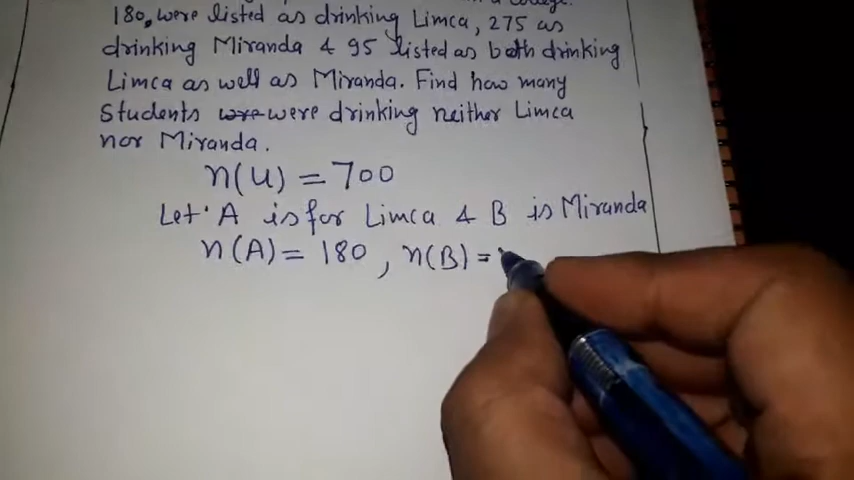 180, were listed as drinking Limca, 275 as
drinking Miranda & 95 listed as both drinking
Limca as well as Miranda. Find how many
Students were were drinking neither Limca
nor Miranda.
n(U) = 700
Let A is for Limca & B is Miranda
n(A) = 180, n(B) =